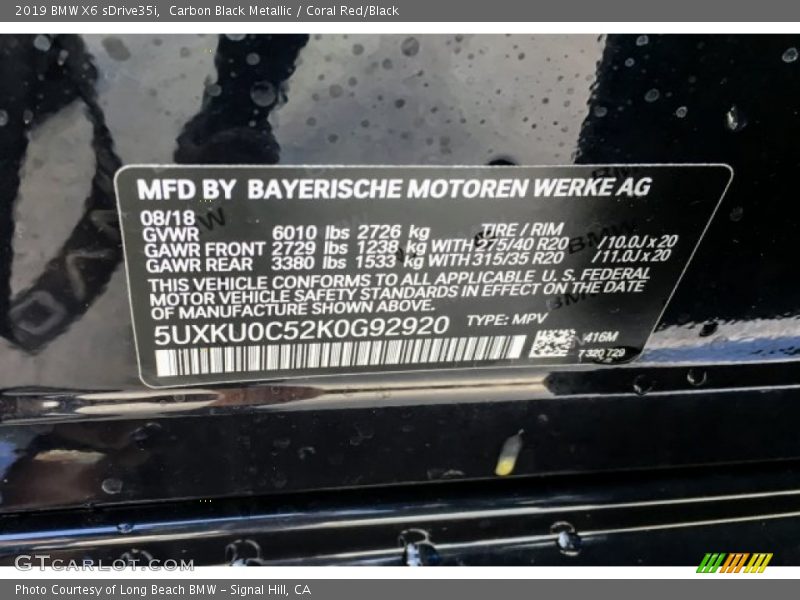 2019 BMW X6 sDrive35i, Carbon Black Metallic / Coral Red/Black
MFD BY BAYERISCHE MOTOREN WERKE AG
08/18
GVWR 6010 lbs 2726 kg TIRE / RIM
GAWR FRONT 2729 lbs 1238 kg WITH 275/40 R20 /10.0J x 20
GAWR REAR 3380 lbs 1533 kg WITH 315/35 R20 /11.0J x 20
THIS VEHICLE CONFORMS TO ALL APPLICABLE U. S. FEDERAL
MOTOR VEHICLE SAFETY STANDARDS IN EFFECT ON THE DATE
OF MANUFACTURE SHOWN ABOVE.
5UXKU0C52K0G92920 TYPE: MPV
416M
7 320 729
GTcarlot.com
Photo Courtesy of Long Beach BMW - Signal Hill, CA